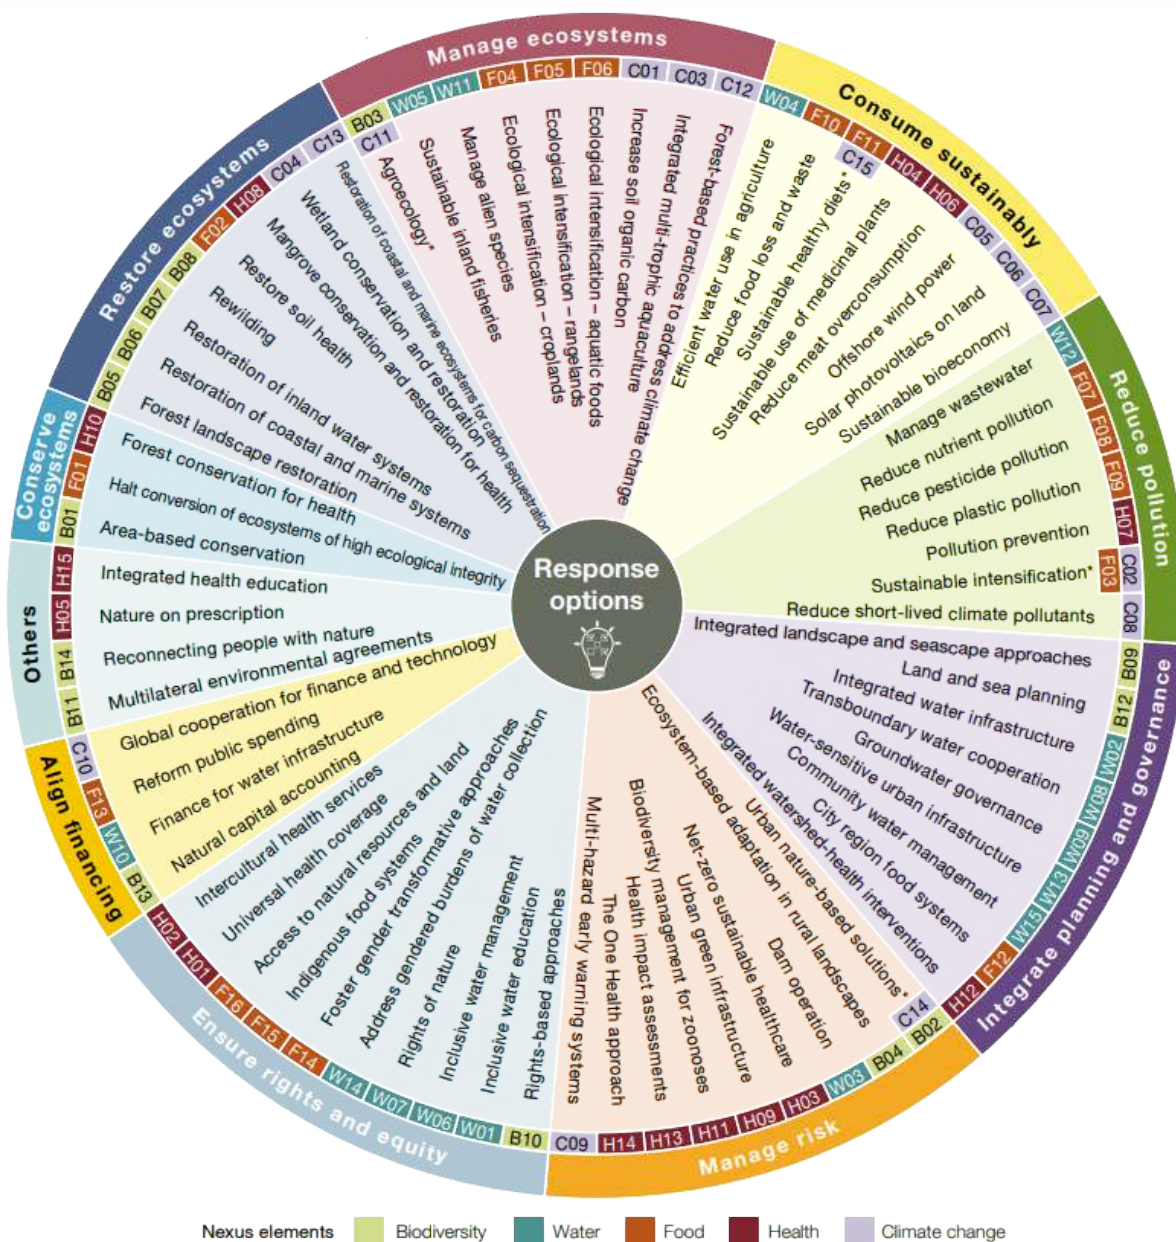 Manage ecosystems
B03
C11
Agroecology*
W05
Sustainable inland fisheries
W11
Manage alien species
F04
Ecological intensification – croplands
F05
Ecological intensification – rangelands
F06
Ecological intensification – aquatic foods
C01
Increase soil organic carbon
C03
Integrated multi-trophic aquaculture
C12
Forest-based practices to address climate change
Consume sustainably
W04
Efficient water use in agriculture
F10
Reduce food loss and waste
F11
C15
Sustainable healthy diets*
H04
Sustainable use of medicinal plants
H06
Reduce meat overconsumption
C05
Offshore wind power
C06
Solar photovoltaics on land
C07
Sustainable bioeconomy
Reduce pollution
W12
Manage wastewater
F07
Reduce nutrient pollution
F08
Reduce pesticide pollution
F09
Reduce plastic pollution
H07
Pollution prevention
C02
F03
Sustainable intensification*
C08
Reduce short-lived climate pollutants
Integrate planning and governance
B09
Integrated landscape and seascape approaches
B12
Land and sea planning
W02
Integrated water infrastructure
W08
Transboundary water cooperation
W09
Groundwater governance
W13
Water-sensitive urban infrastructure
W15
Community water management
F12
City region food systems
H12
Integrated watershed-health interventions
Manage risk
B02
C14
Urban nature-based solutions*
B04
Ecosystem-based adaptation in rural landscapes
W03
Dam operation
H03
Net-zero sustainable healthcare
H09
Urban green infrastructure
H11
Biodiversity management for zoonoses
H13
Health impact assessments
H14
The One Health approach
C09
Multi-hazard early warning systems
Ensure rights and equity
B10
Rights-based approaches
W01
Inclusive water education
W06
Inclusive water management
W07
Rights of nature
W14
Address gendered burdens of water collection
F14
Foster gender transformative approaches
F15
Indigenous food systems
F16
Access to natural resources and land
H01
Universal health coverage
H02
Intercultural health services
Align financing
B13
Natural capital accounting
W10
Finance for water infrastructure
F13
Reform public spending
C10
Global cooperation for finance and technology
Others
B11
Multilateral environmental agreements
B14
Reconnecting people with nature
H05
Nature on prescription
H15
Integrated health education
Conserve
ecosystems
B01
Area-based conservation
F01
Halt conversion of ecosystems of high ecological integrity
H10
Forest conservation for health
Restore ecosystems
B05
Forest landscape restoration
B06
Restoration of coastal and marine systems
B07
Restoration of inland water systems
B08
Rewilding
F02
Restore soil health
H08
Mangrove conservation and restoration for health
C04
Wetland conservation and restoration
C13
Restoration of coastal and marine ecosystems for carbon sequestration
Response
options
Nexus elements
Biodiversity
Water
Food
Health
Climate change